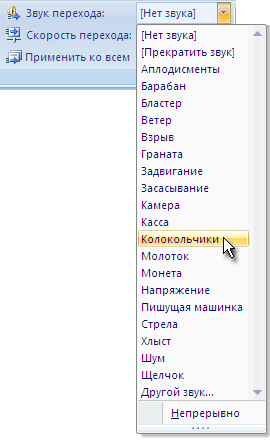 Звук перехода: [Нет звука]
Скорость перехода:
Применить ко всем
[Нет звука]
[Прекратить звук]
Аплодисменты
Барабан
Бластер
Ветер
Взрыв
Граната
Задвигание
Засасывание
Камера
Касса
Колокольчики
Молоток
Монета
Напряжение
Пишущая машинка
Стрела
Хлыст
Шум
Щелчок
Другой звук...
Непрерывно